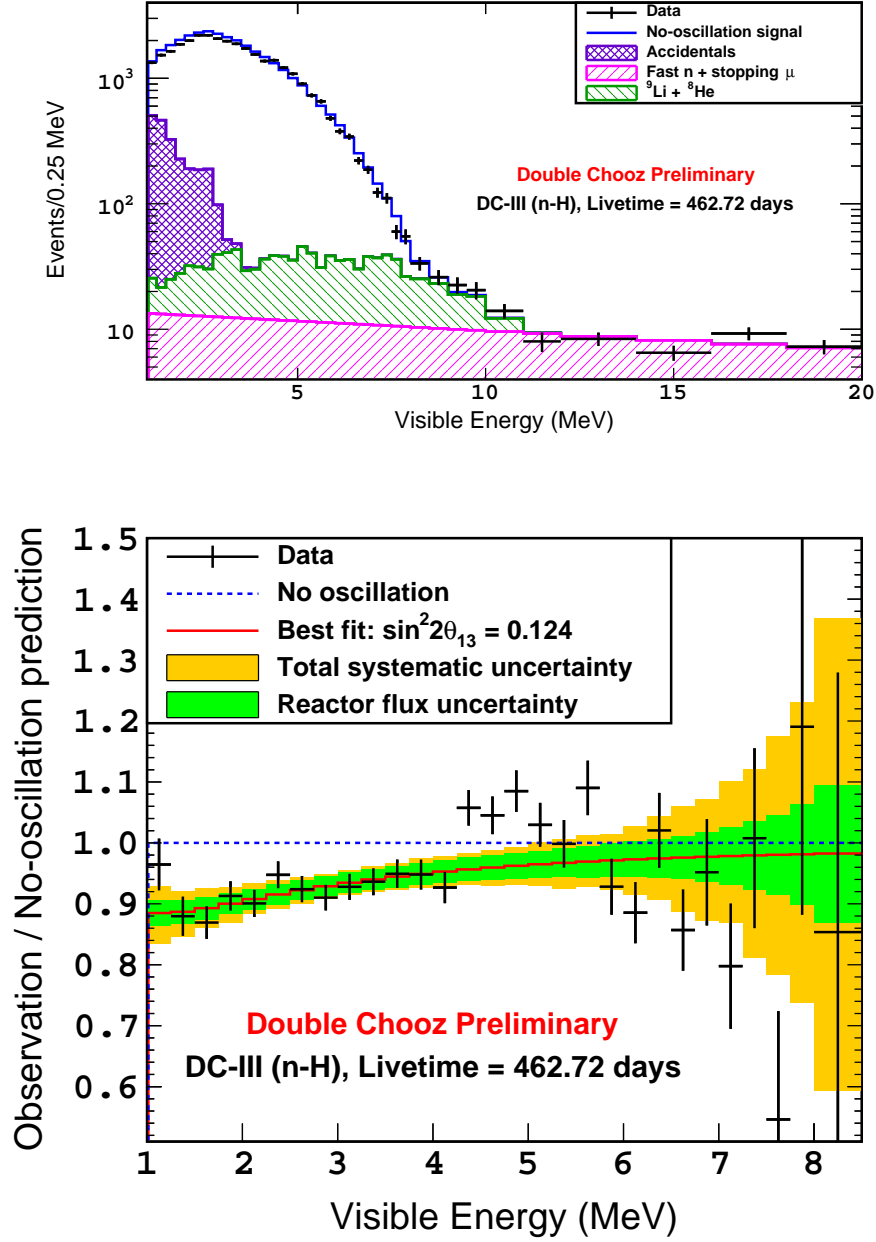 Data
No-oscillation signal
Accidentals
Fast n + stopping μ
⁹Li + ⁸He
Double Chooz Preliminary
DC-III (n-H), Livetime = 462.72 days
Events/0.25 MeV
10³
10²
10
5 10 15 20
Visible Energy (MeV)
Data
No oscillation
Best fit: sin²2θ₁₃ = 0.124
Total systematic uncertainty
Reactor flux uncertainty
Double Chooz Preliminary
DC-III (n-H), Livetime = 462.72 days
Observation / No-oscillation prediction
1.5
1.4
1.3
1.2
1.1
1.0
0.9
0.8
0.7
0.6
1 2 3 4 5 6 7 8
Visible Energy (MeV)